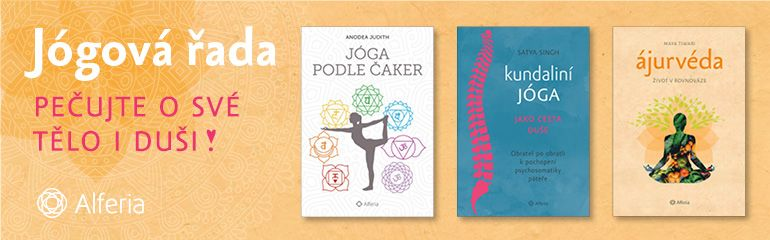 Jógová řada
PEČUJTE O SVÉ
TĚLO I DUŠI!
Alferia
ANODEA JUDITH
JÓGA
PODLE ČAKER
Alferia
SATYA SINGH
kundaliní
JÓGA
JAKO CESTA
DUŠE
Obratel po obratli
k pochopení
psychosomatiky
páteře
Alferia
MAYA TIWARI
ájurvéda
ŽIVOT V ROVNOVÁZE
Alferia